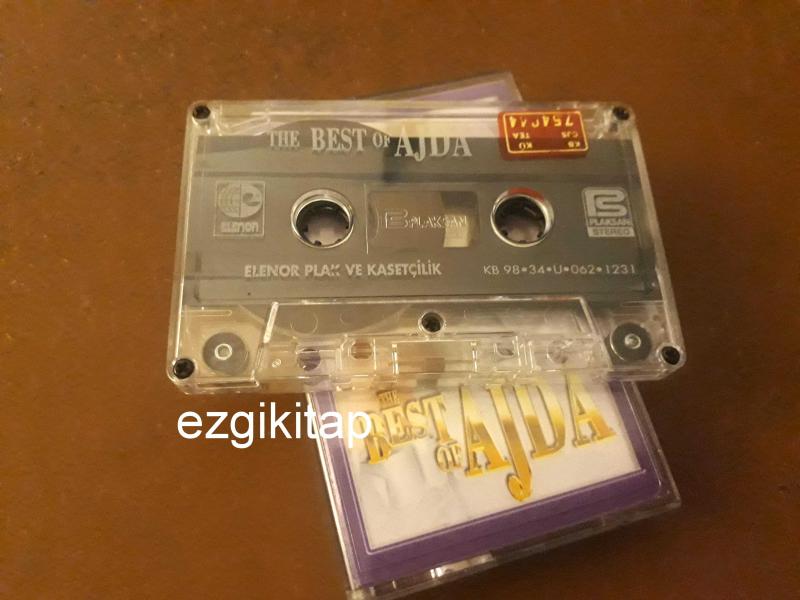 THE BEST OF AJDA
KB
CJS
754944
KÜ
TEA
ELENOR
PLAKSAN
PLAKSAN
STEREO
ELENOR PLAK VE KASETÇİLİK
KB 98•34•U•062•1231
ezgikitap
THE
BEST
OF AJDA